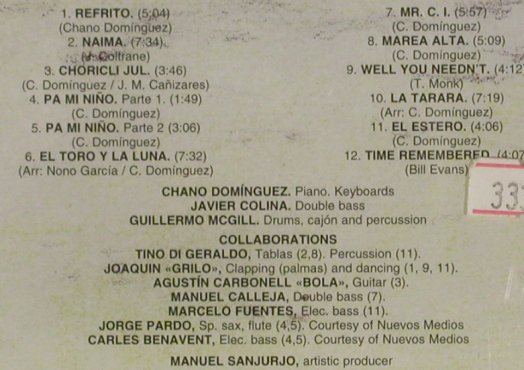 1. REFRITO. (5:04)
(Chano Domínguez)
2. NAIMA. (7:34)
(J. Coltrane)
3. CHORICLI JUL. (3:46)
(C. Domínguez / J. M. Cañizares)
4. PA MI NIÑO. Parte 1. (1:49)
(C. Domínguez)
5. PA MI NIÑO. Parte 2 (3:06)
(C. Domínguez)
6. EL TORO Y LA LUNA. (7:32)
(Arr: Nono García / C. Domínguez)
7. MR. C. I. (5:57)
(C. Domínguez)
8. MAREA ALTA. (5:09)
(C. Domínguez)
9. WELL YOU NEEDN'T. (4:12
(T. Monk)
10. LA TARARA. (7:19)
(Arr: C. Domínguez)
11. EL ESTERO. (4:06)
(C. Domínguez)
12. TIME REMEMBERED. (4:07
(Bill Evans)
333
CHANO DOMÍNGUEZ. Piano. Keyboards
JAVIER COLINA. Double bass
GUILLERMO MCGILL. Drums, cajón and percussion
COLLABORATIONS
TINO DI GERALDO, Tablas (2,8). Percussion (11).
JOAQUIN «GRILO», Clapping (palmas) and dancing (1, 9, 11).
AGUSTÍN CARBONELL «BOLA», Guitar (3).
MANUEL CALLEJA, Double bass (7).
MARCELO FUENTES, Elec. bass (11).
JORGE PARDO, Sp. sax, flute (4,5). Courtesy of Nuevos Medios
CARLES BENAVENT, Elec. bass (4,5). Courtesy of Nuevos Medios
MANUEL SANJURJO, artistic producer